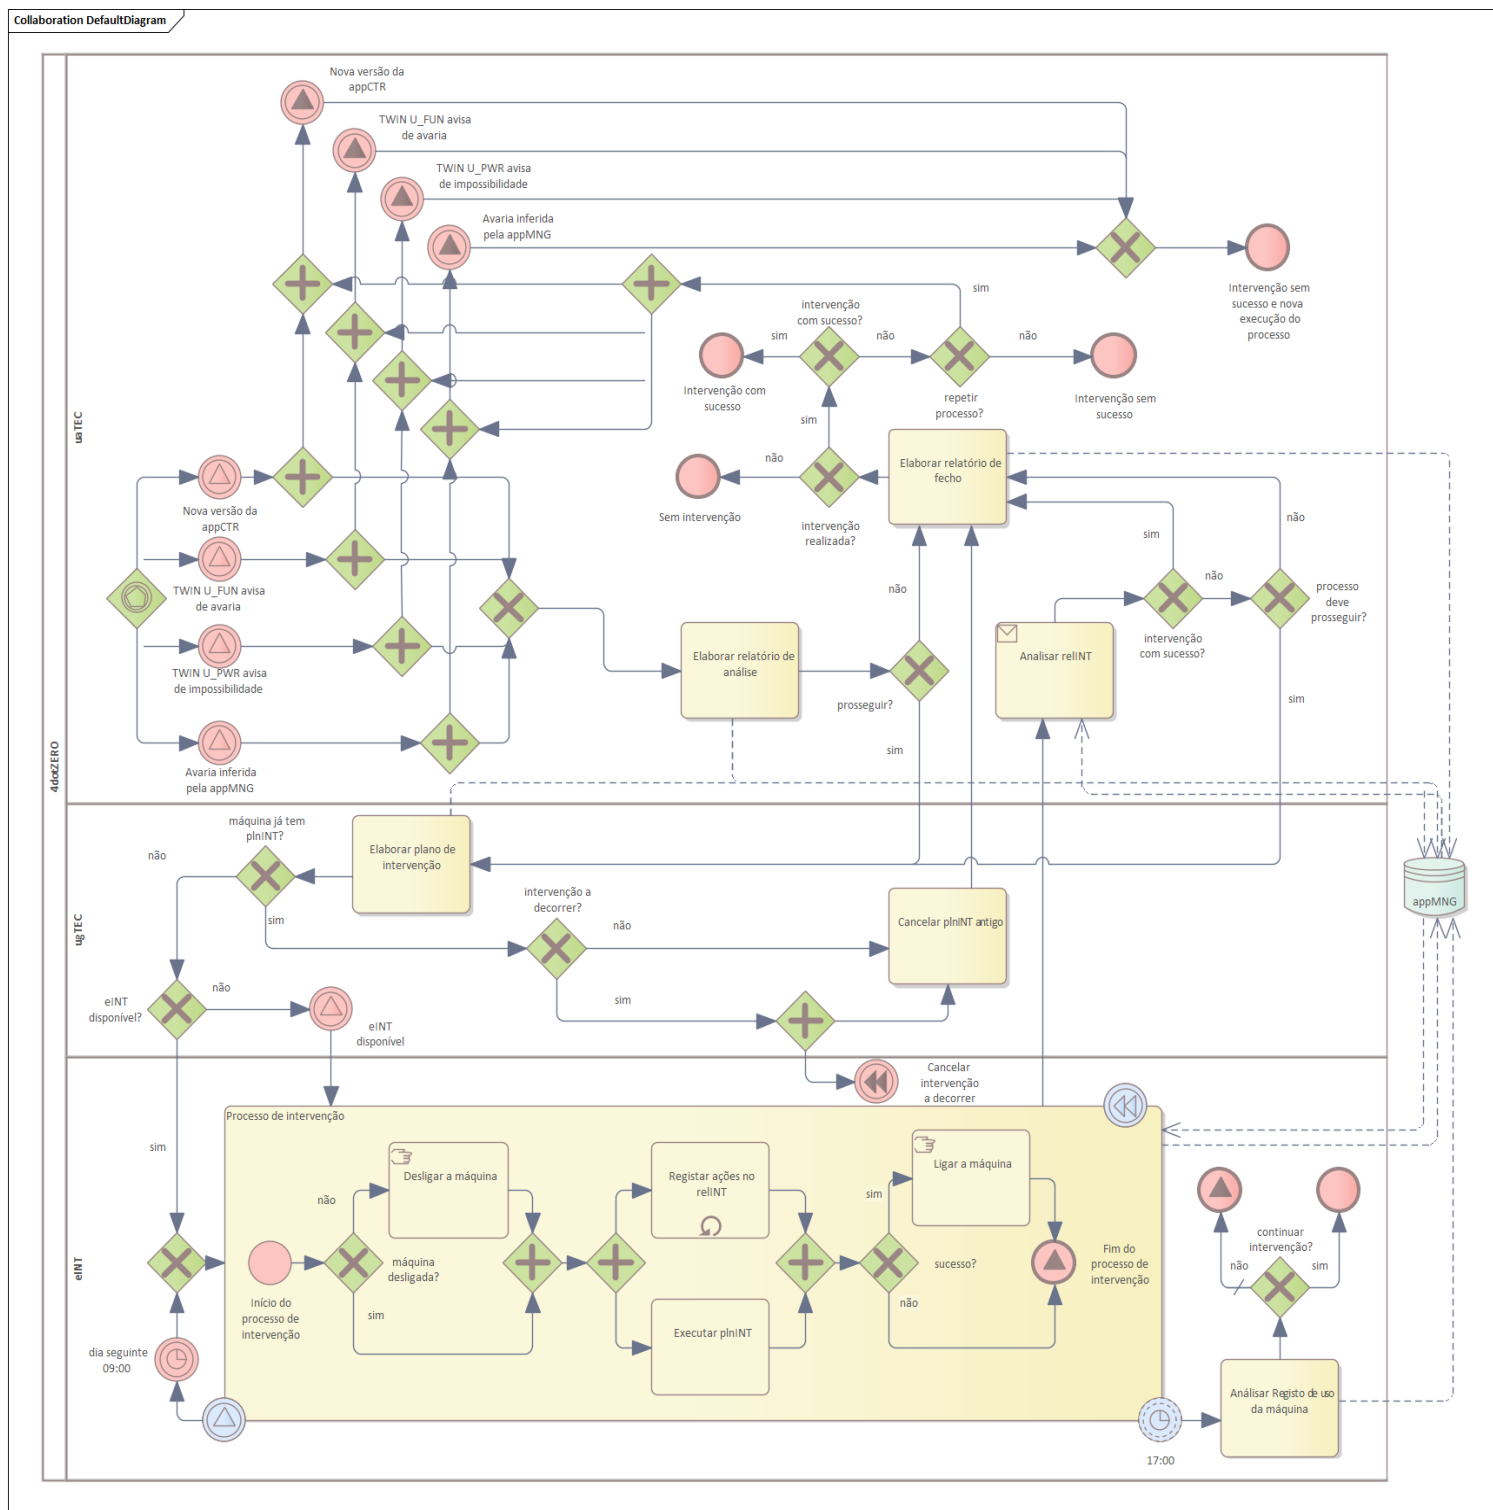 Collaboration DefaultDiagram
4dotZERO
uaTEC
Nova versão da
appCTR
TWIN U_FUN avisa
de avaria
TWIN U_PWR avisa
de impossibilidade
Avaria inferida
pela appMNG
Intervenção sem
sucesso e nova
execução do
processo
sim
intervenção
com sucesso?
sim
não
não
Intervenção com
sucesso
repetir
processo?
Intervenção sem
sucesso
sim
não
Elaborar relatório de
fecho
Sem intervenção
intervenção
realizada?
Nova versão da
appCTR
TWIN U_FUN avisa
de avaria
TWIN U_PWR avisa
de impossibilidade
Avaria inferida
pela appMNG
Elaborar relatório de
análise
prosseguir?
não
sim
Analisar relINT
sim
não
intervenção
com sucesso?
não
processo
deve
prosseguir?
sim
ugTEC
máquina já tem
plnINT?
não
sim
Elaborar plano de
intervenção
intervenção a
decorrer?
não
sim
Cancelar plnINT antigo
appMNG
eINT
disponível?
não
eINT
disponível
sim
eINT
Cancelar
intervenção
a decorrer
Processo de intervenção
Início do
processo de
intervenção
não
Desligar a máquina
máquina
desligada?
sim
Registar ações no
relINT
Executar plnINT
sim
Ligar a máquina
sucesso?
não
Fim do
processo de
intervenção
dia seguinte
09:00
17:00
continuar
intervenção?
não
sim
Análisar Registo de uso
da máquina